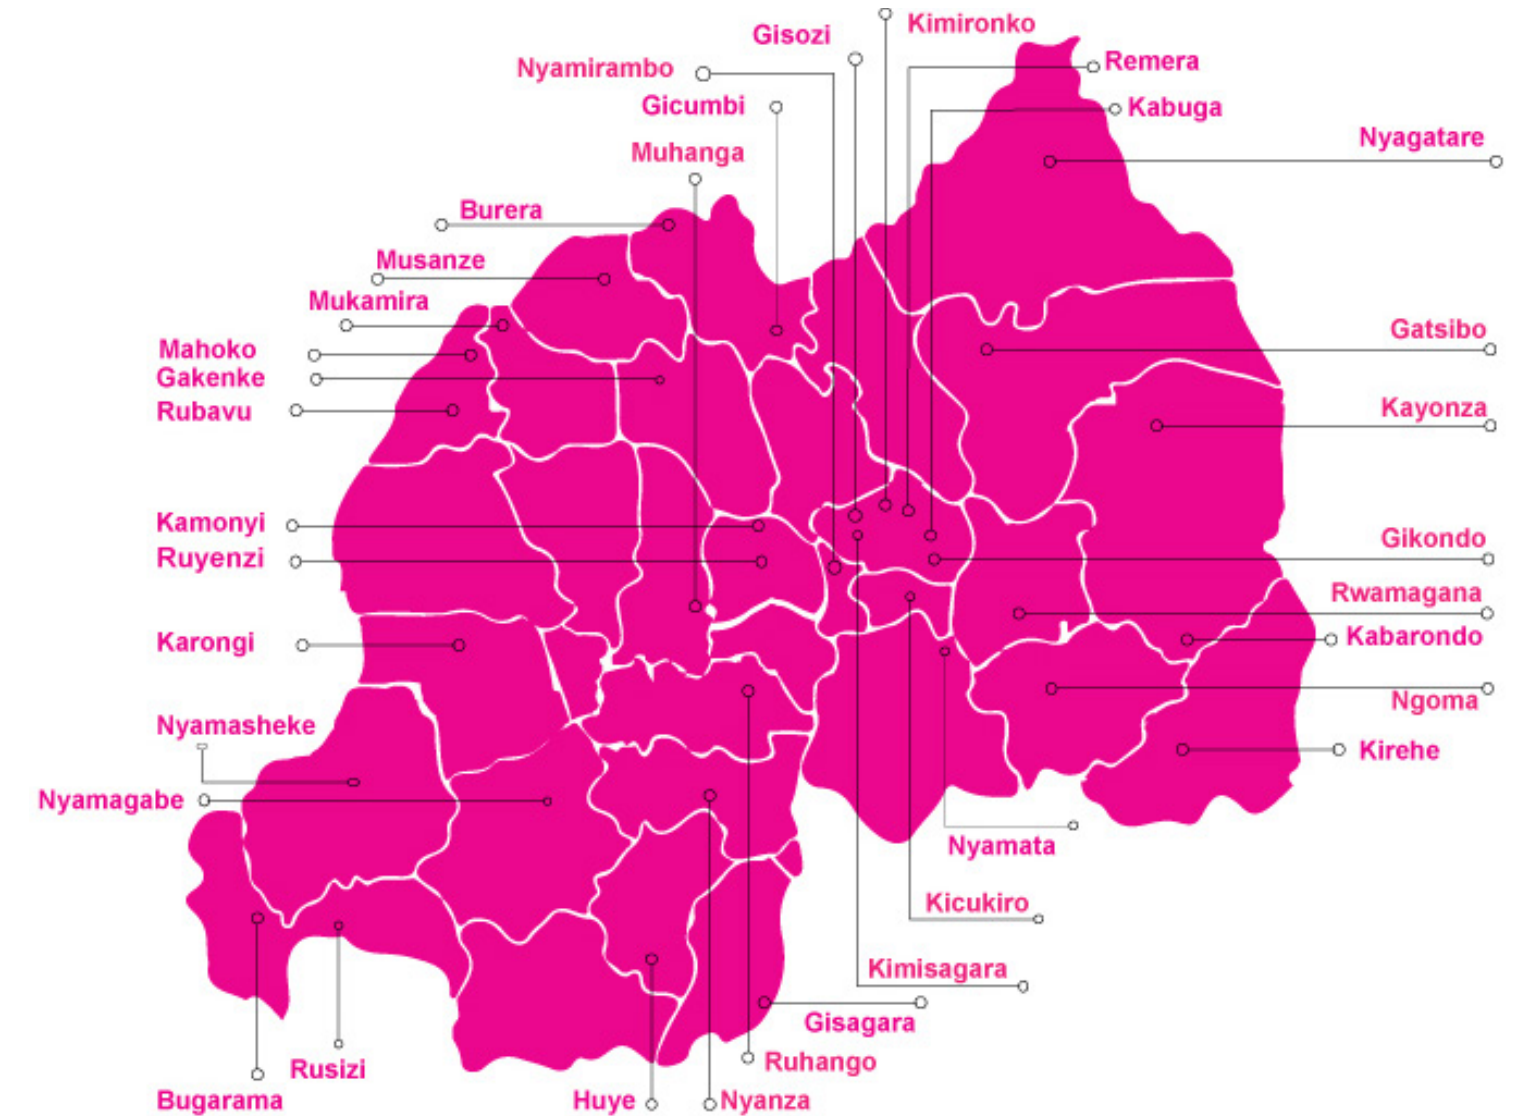 Kimironko
Gisozi
Remera
Nyamirambo
Gicumbi
Kabuga
Nyagatare
Muhanga
Burera
Musanze
Mukamira
Gatsibo
Mahoko
Gakenke
Rubavu
Kayonza
Kamonyi
Gikondo
Ruyenzi
Rwamagana
Kabarondo
Karongi
Ngoma
Nyamasheke
Kirehe
Nyamagabe
Nyamata
Kicukiro
Kimisagara
Gisagara
Ruhango
Rusizi
Bugarama
Huye
Nyanza